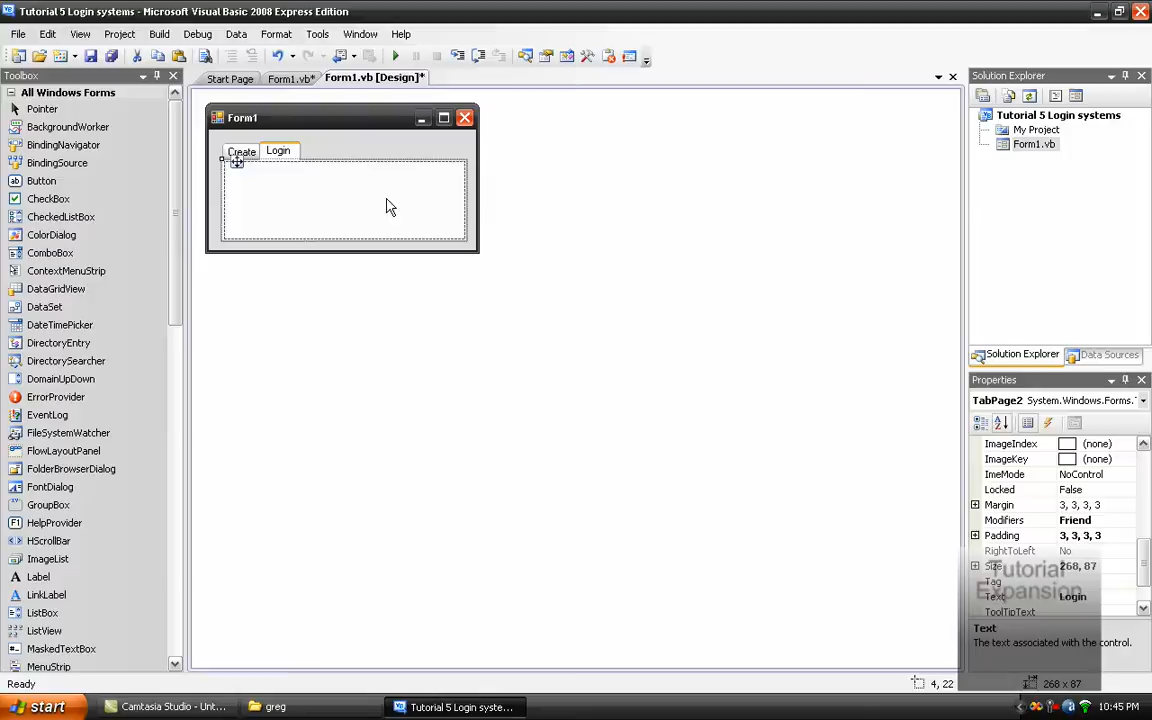 Tutorial 5 Login systems - Microsoft Visual Basic 2008 Express Edition
File Edit View Project Build Debug Data Format Tools Window Help
Toolbox
All Windows Forms
Pointer
BackgroundWorker
BindingNavigator
BindingSource
Button
CheckBox
CheckedListBox
ColorDialog
ComboBox
ContextMenuStrip
DataGridView
DataSet
DateTimePicker
DirectoryEntry
DirectorySearcher
DomainUpDown
ErrorProvider
EventLog
FileSystemWatcher
FlowLayoutPanel
FolderBrowserDialog
FontDialog
GroupBox
HelpProvider
HScrollBar
ImageList
Label
LinkLabel
ListBox
ListView
MaskedTextBox
MenuStrip
Start Page Form1.vb* Form1.vb [Design]*
Form1
Create Login
Solution Explorer
Tutorial 5 Login systems
My Project
Form1.vb
Solution Explorer Data Sources
Properties
TabPage2 System.Windows.Forms.
ImageIndex (none)
ImageKey (none)
ImeMode NoControl
Locked False
Margin 3, 3, 3, 3
Modifiers Friend
Padding 3, 3, 3, 3
RightToLeft No
Size 268, 87
Tag
Text Login
ToolTipText
Tutorial
Expansion
Text
The text associated with the control.
Ready 4, 22 268 x 87
start Camtasia Studio - Unt... greg Tutorial 5 Login syste... 10:45 PM